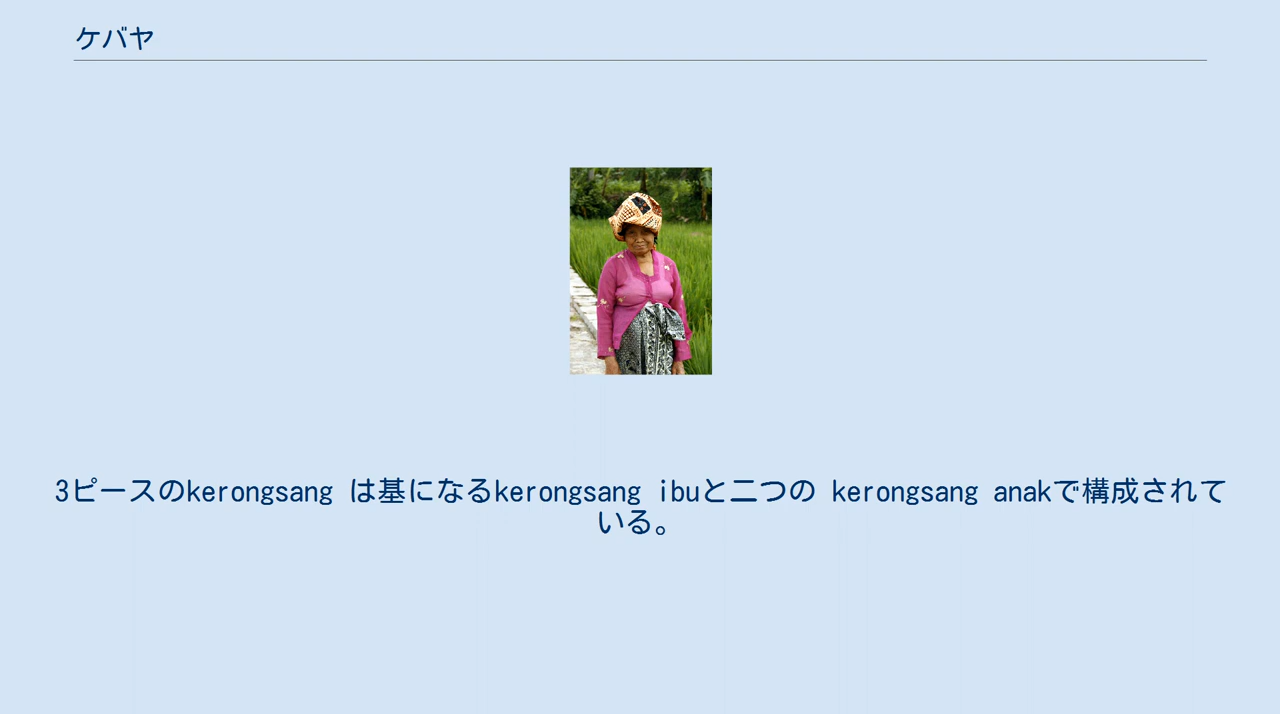 ケバヤ
3ピースのkerongsang は基になるkerongsang ibuと二つの kerongsang anakで構成されて
いる。